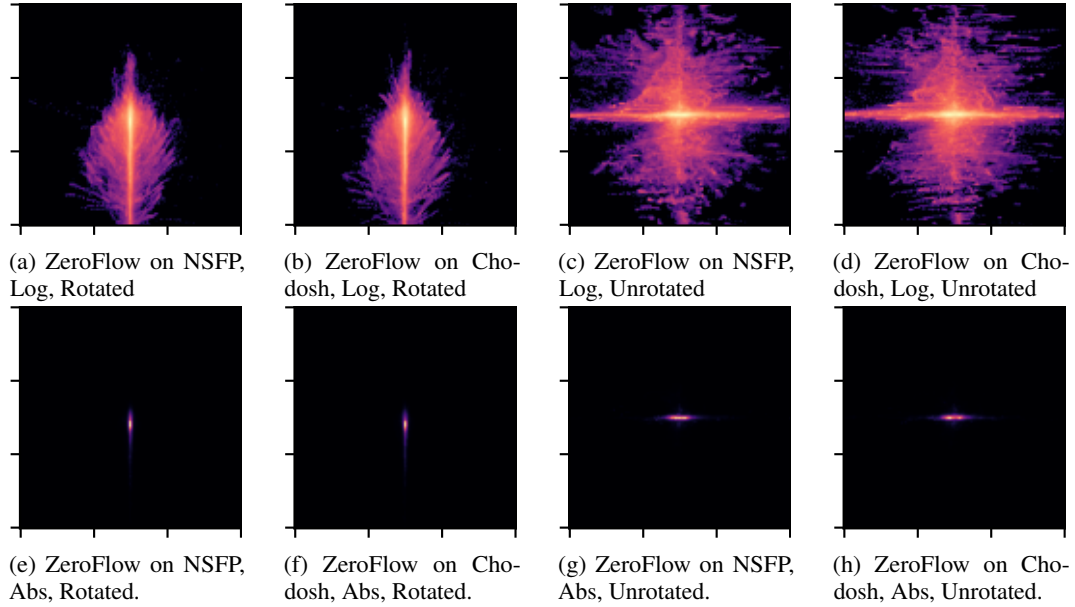 (a) ZeroFlow on NSFP,
Log, Rotated
(b) ZeroFlow on Cho-
dosh, Log, Rotated
(c) ZeroFlow on NSFP,
Log, Unrotated
(d) ZeroFlow on Cho-
dosh, Log, Unrotated
(e) ZeroFlow on NSFP,
Abs, Rotated.
(f) ZeroFlow on Cho-
dosh, Abs, Rotated.
(g) ZeroFlow on NSFP,
Abs, Unrotated.
(h) ZeroFlow on Cho-
dosh, Abs, Unrotated.